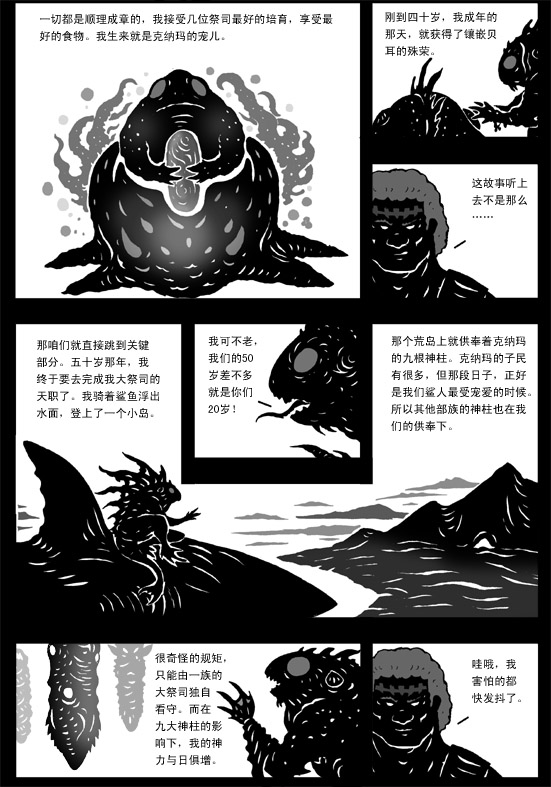 一切都是顺理成章的，我接受几位祭司最好的培育，享受最
好的食物。我生来就是克纳玛的宠儿。
刚到四十岁，我成年的
那天，就获得了镶嵌贝
耳的殊荣。
这故事听上
去不是那么
……
那咱们就直接跳到关键
部分。五十岁那年，我
终于要去完成我大祭司的
天职了。我骑着鲨鱼浮出
水面，登上了一个小岛。
我可不老，
我们的50
岁差不多
就是你们
20岁！
那个荒岛上就供奉着克纳玛
的九根神柱。克纳玛的子民
有很多，但那段日子，正好
是我们鲨人最受宠爱的时候。
所以其他部族的神柱也在我
们的供奉下。
很奇怪的规矩，
只能由一族的
大祭司独自
看守。而在
九大神柱的影
响下，我的神
力与日俱增。
哇哦，我
害怕的都
快发抖了。